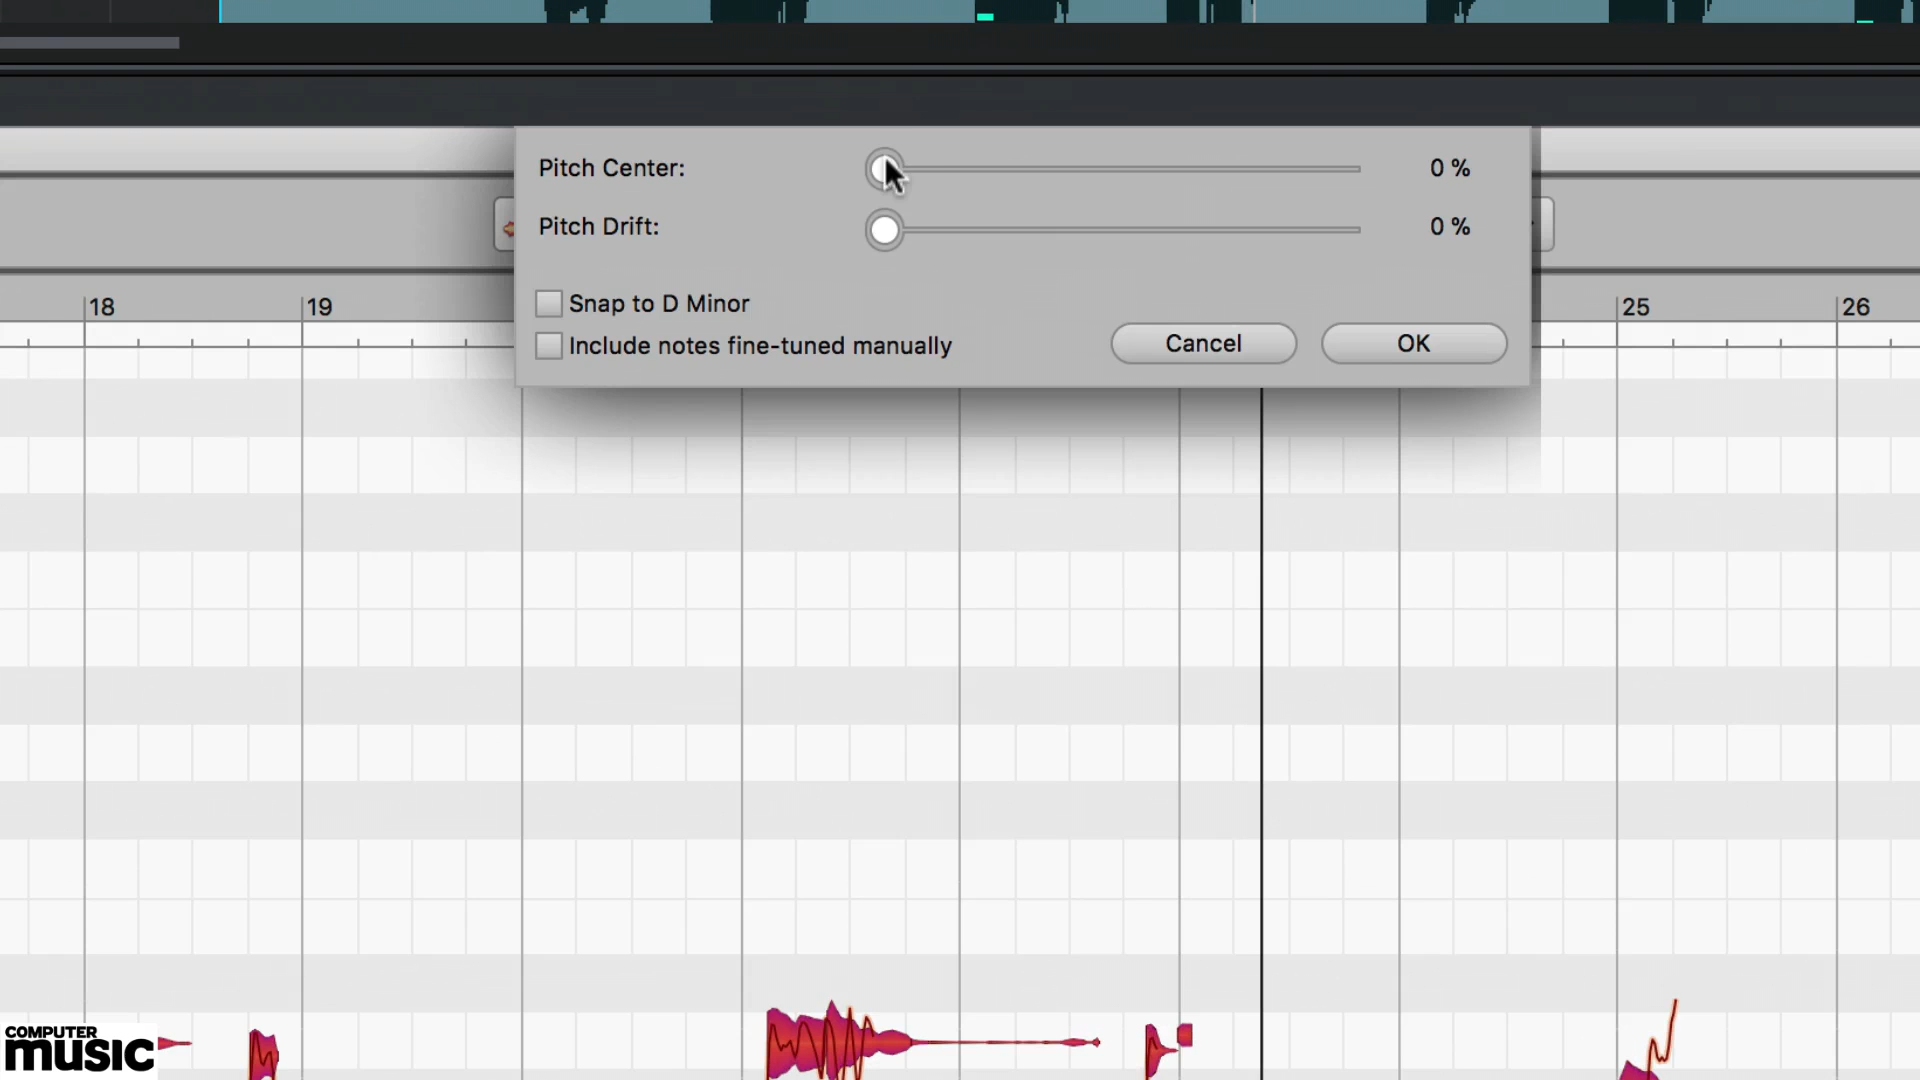 Pitch Center: 0 %
Pitch Drift: 0 %
Snap to D Minor
Include notes fine-tuned manually Cancel OK
18 19 25 26
COMPUTER
MUSIC